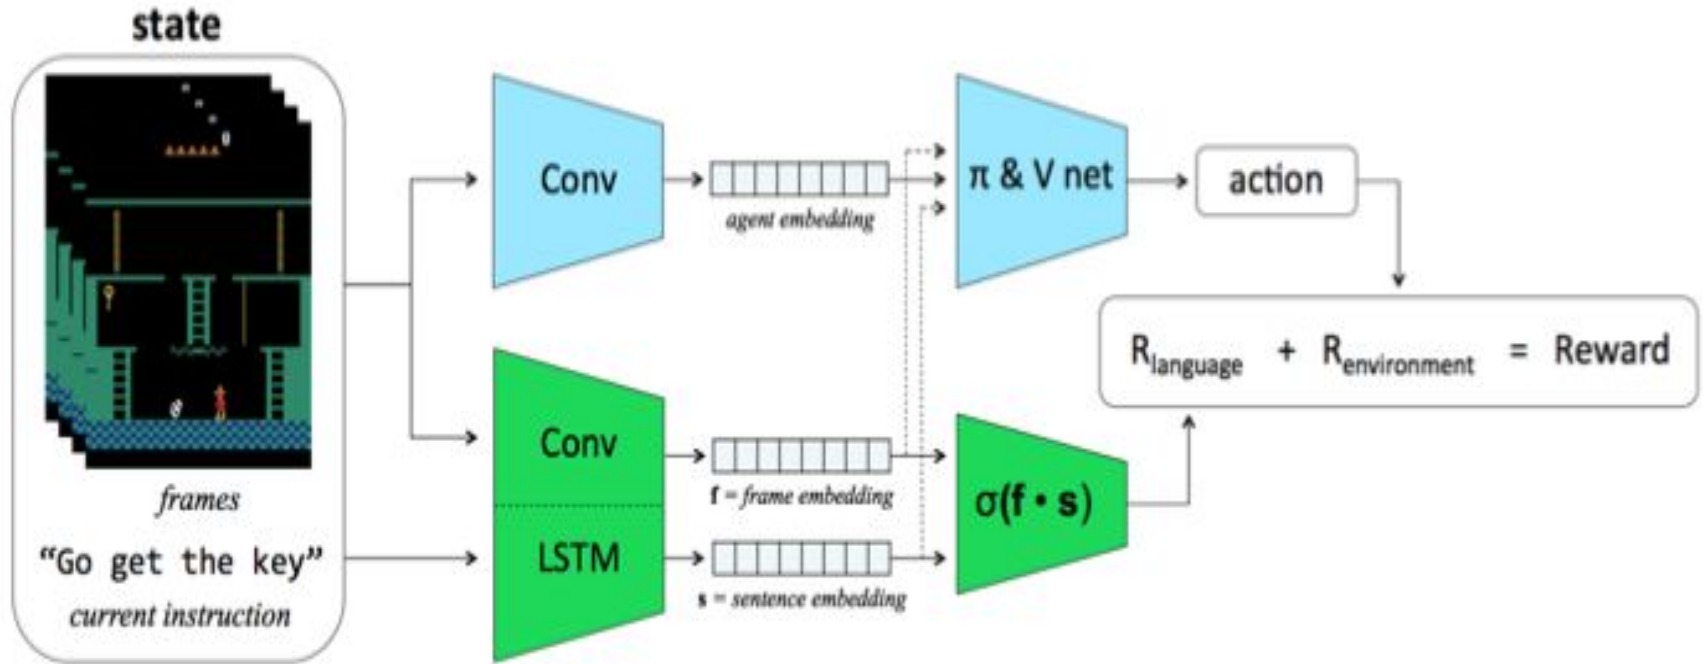 state
frames
“Go get the key”
current instruction
Conv
agent embedding
π & V net
action
R_language + R_environment = Reward
Conv
f = frame embedding
LSTM
s = sentence embedding
σ(f · s)